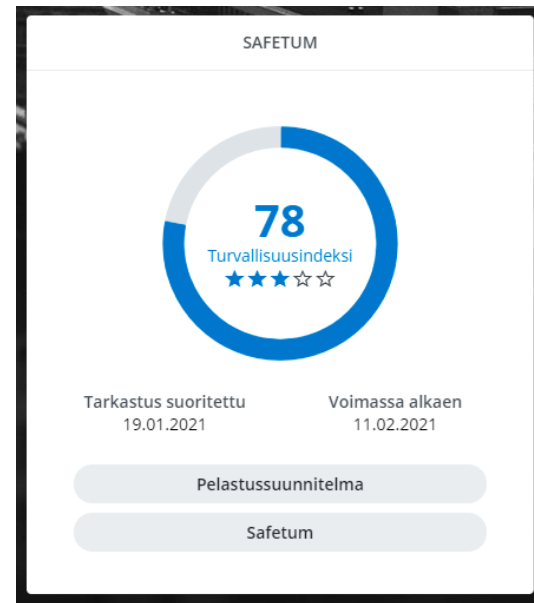 SAFETUM
78
Turvallisuusindeksi
Tarkastus suoritettu
19.01.2021
Voimassa alkaen
11.02.2021
Pelastussuunnitelma
Safetum